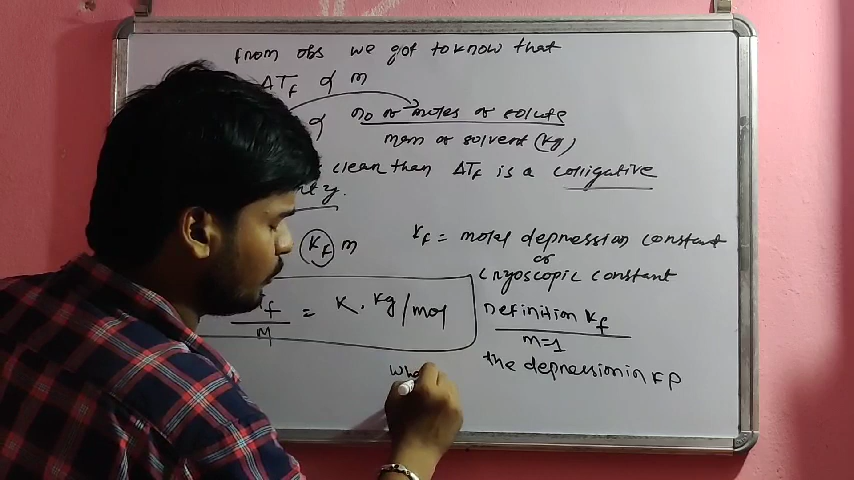 from obs we got to know that
ΔTf α m
α no of moles of solute
mass of solvent (kg)
clear than ΔTf is a colligative
ty.
Kf m
Kf = molal depression constant
or
Cryoscopic constant
f/m = K. kg/mol
Definition Kf
m=1
the depression in FP
whe